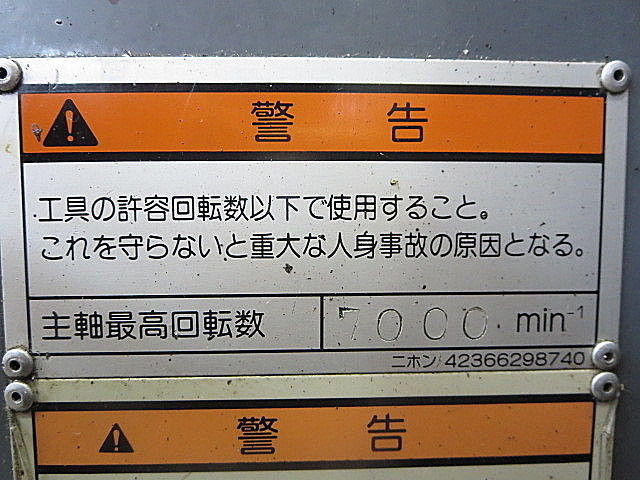 警告
工具の許容回転数以下で使用すること。
これを守らないと重大な人身事故の原因となる。
主軸最高回転数 7000 min⁻¹
ニホン 42366298740
警告